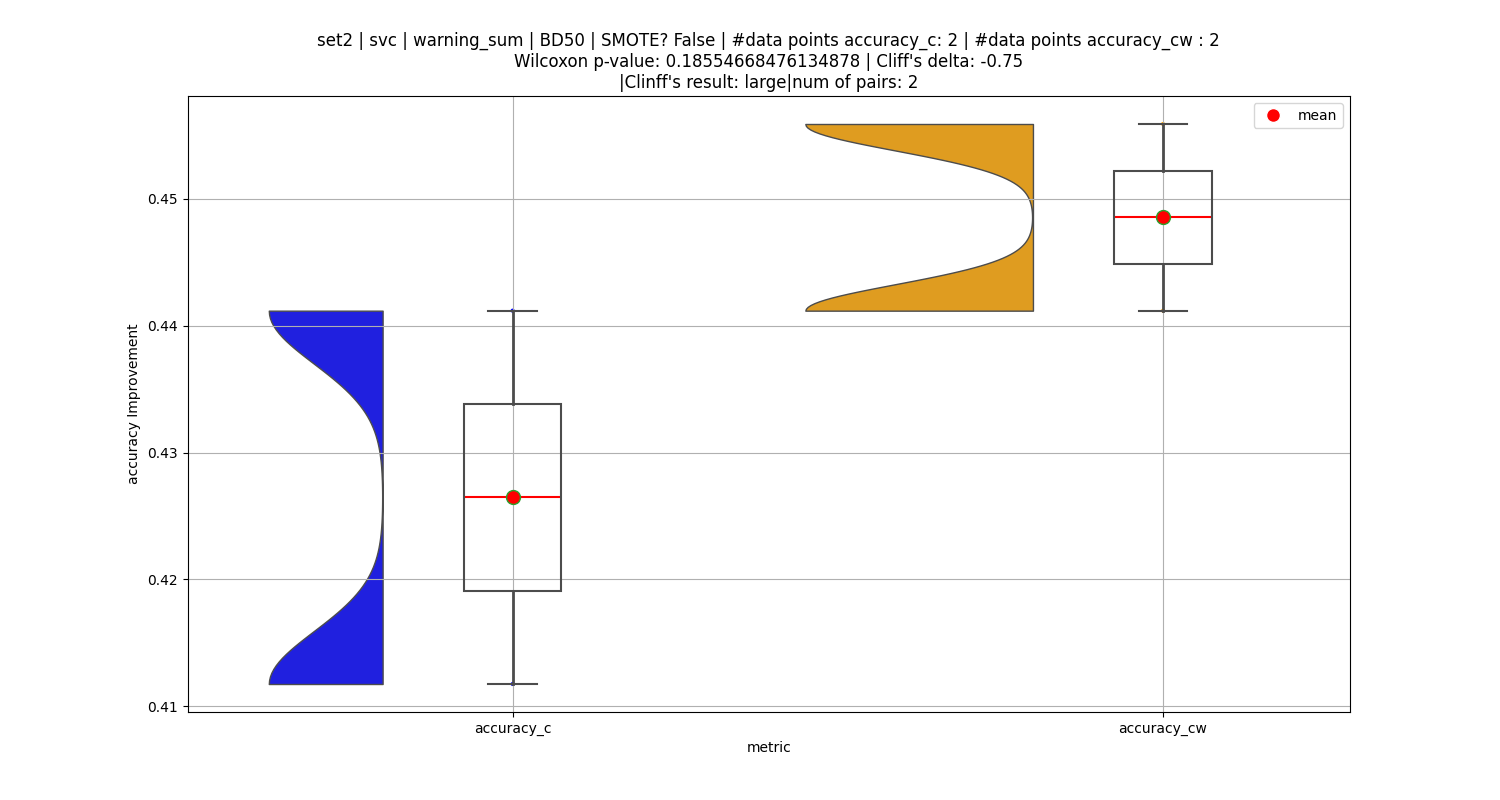 set2 | svc | warning_sum | BD50 | SMOTE? False | #data points accuracy_c: 2 | #data points accuracy_cw : 2
Wilcoxon p-value: 0.18554668476134878 | Cliff's delta: -0.75
|Clinff's result: large|num of pairs: 2
mean
accuracy Improvement
0.45
0.44
0.43
0.42
0.41
accuracy_c
accuracy_cw
metric